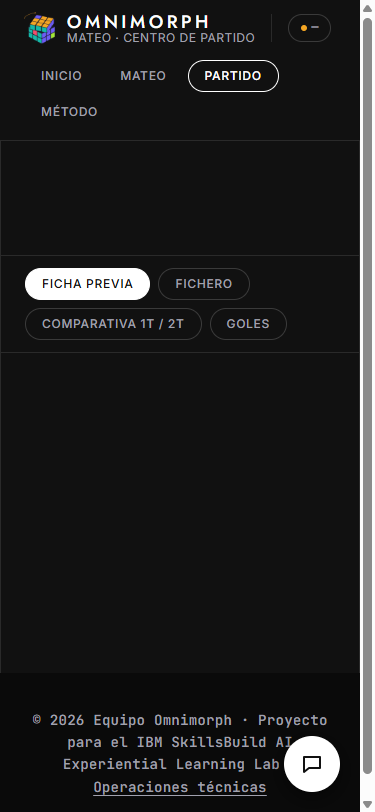 OMNIMORPH
MATEO · CENTRO DE PARTIDO
–
INICIO
MATEO
PARTIDO
MÉTODO
FICHA PREVIA
FICHERO
COMPARATIVA 1T / 2T
GOLES
© 2026 Equipo Omnimorph · Proyecto
para el IBM SkillsBuild AI
Experiential Learning Lab
Operaciones técnicas